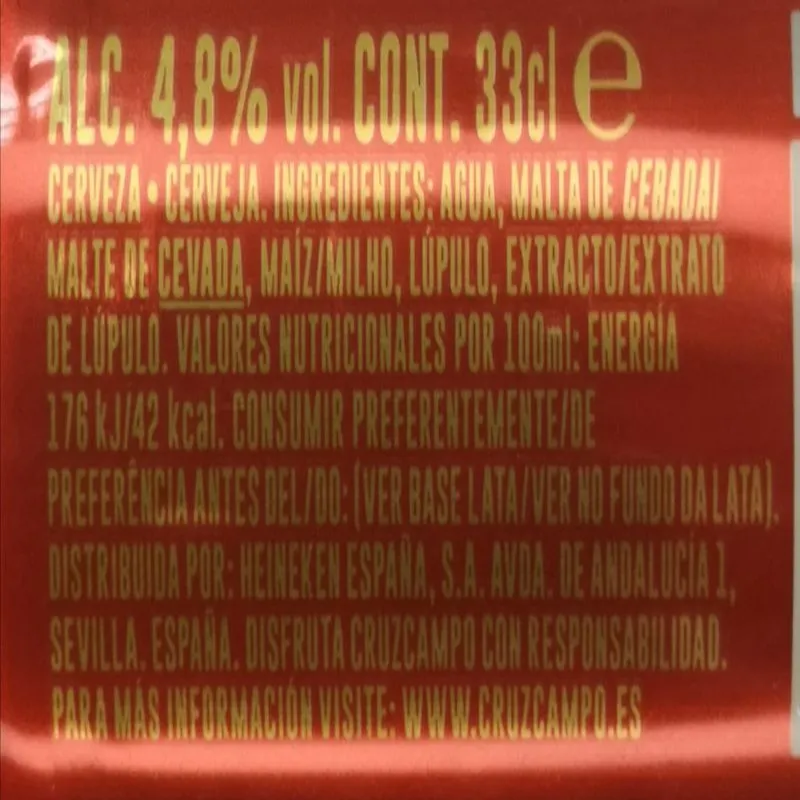 ALC. 4,8% vol. CONT. 33cl e
CERVEZA • CERVEJA. INGREDIENTES: AGUA, MALTA DE CEBADA/
MALTE DE CEVADA, MAÍZ/MILHO, LÚPULO, EXTRACTO/EXTRATO
DE LÚPULO. VALORES NUTRICIONALES POR 100ml: ENERGÍA
176 kJ/42 kcal. CONSUMIR PREFERENTEMENTE/DE
PREFERÊNCIA ANTES DEL/DO: (VER BASE LATA/VER NO FUNDO DA LATA).
DISTRIBUIDA POR: HEINEKEN ESPAÑA, S.A. AVDA. DE ANDALUCÍA 1,
SEVILLA. ESPAÑA. DISFRUTA CRUZCAMPO CON RESPONSABILIDAD.
PARA MÁS INFORMACIÓN VISITE: WWW.CRUZCAMPO.ES